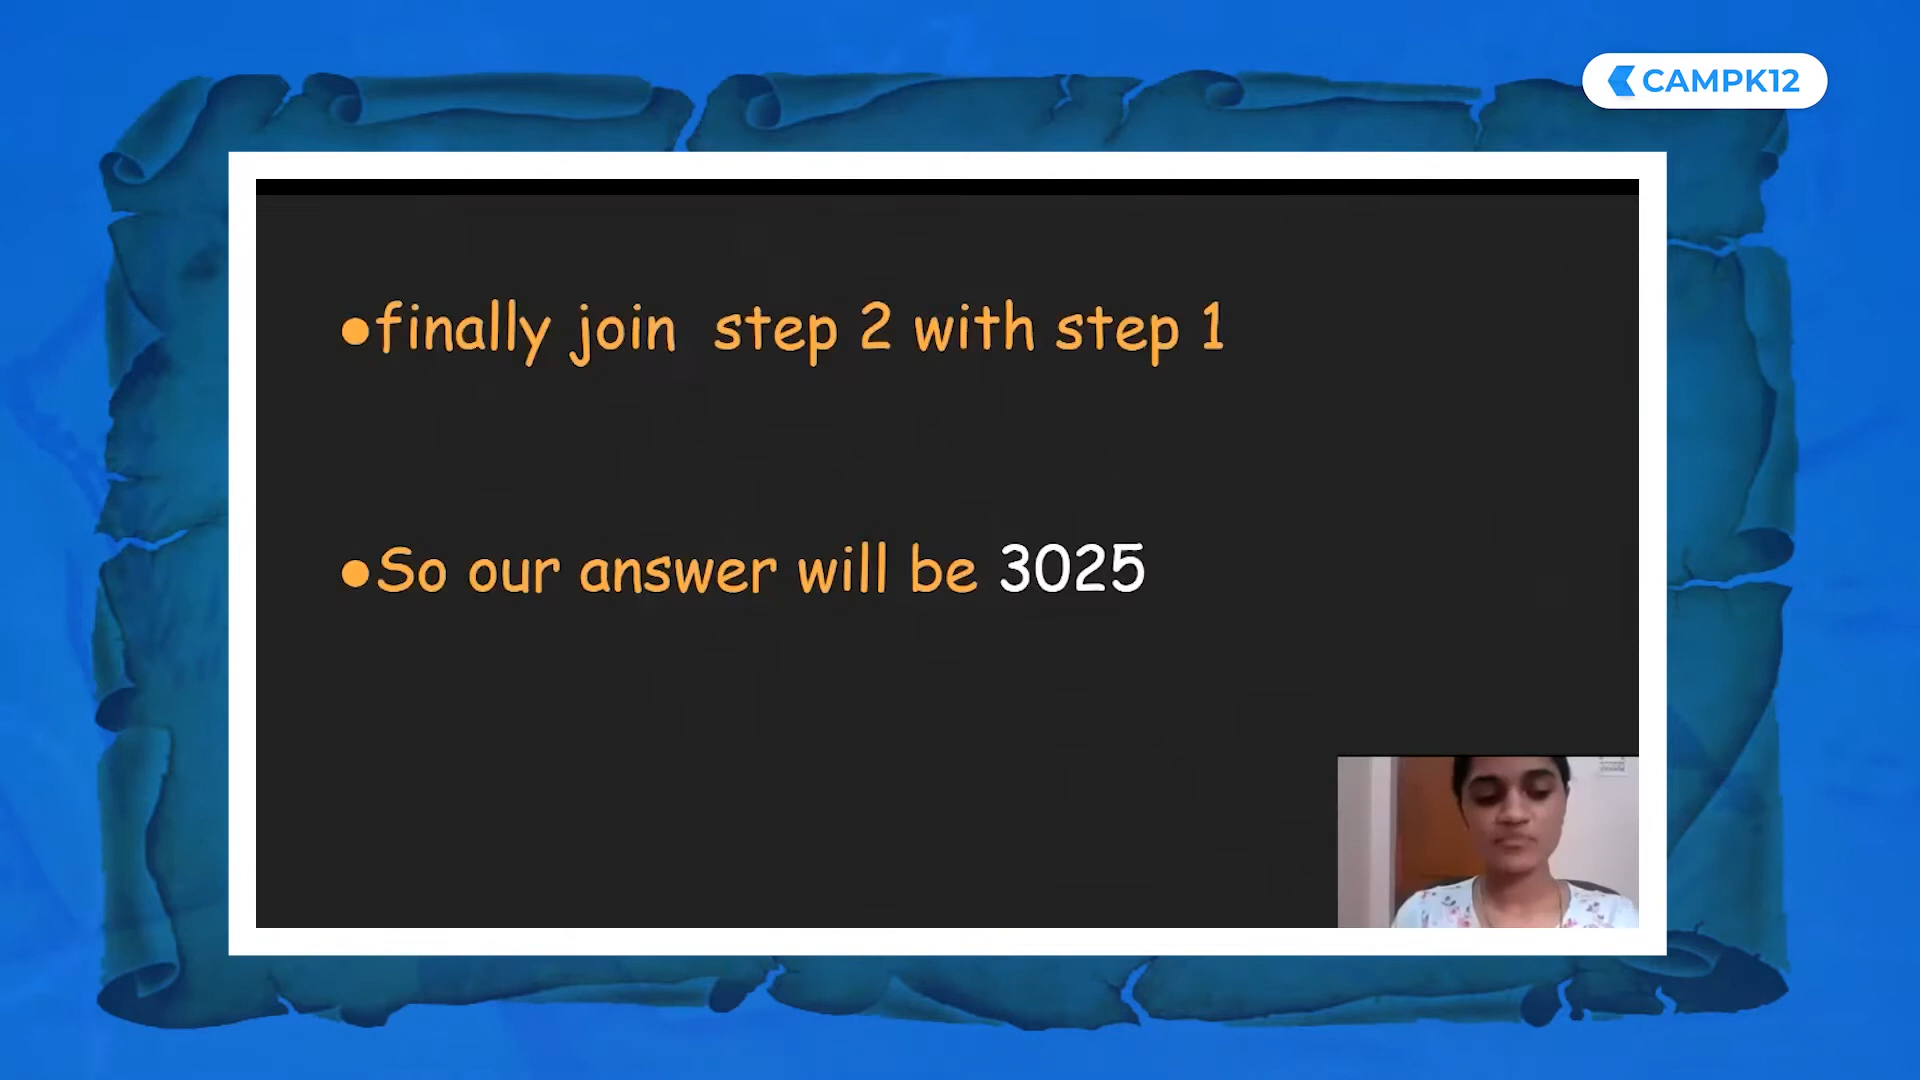 CAMPK12
•finally join step 2 with step 1
•So our answer will be 3025